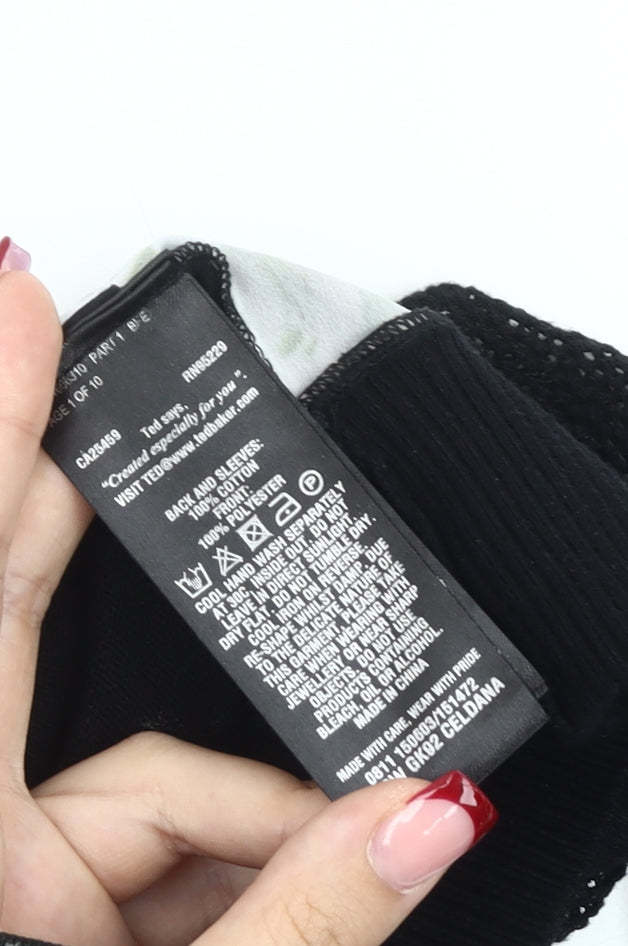 PART 1
AGE 1 OF 10
CA25469 RN95220
Ted says,
"Created especially for you".
VISIT TED@www.tedbaker.com
BACK AND SLEEVES:
100% COTTON
FRONT:
100% POLYESTER
P
COOL HAND WASH SEPARATELY
AT 30C. INSIDE OUT. DO NOT
LEAVE IN DIRECT SUNLIGHT.
DRY FLAT. DO NOT TUMBLE DRY.
COOL IRON ON REVERSE.
RE-SHAPE WHILST DAMP. DUE
TO THE DELICATE NATURE OF
THIS GARMENT, PLEASE TAKE
CARE WHEN WEARING WITH
JEWELLERY OR NEAR SHARP
OBJECTS. DO NOT USE
PRODUCTS CONTAINING
BLEACH, OIL OR ALCOHOL.
MADE IN CHINA
MADE WITH CARE. WEAR WITH PRIDE
0811 150603/151472
GK92 CELDANA